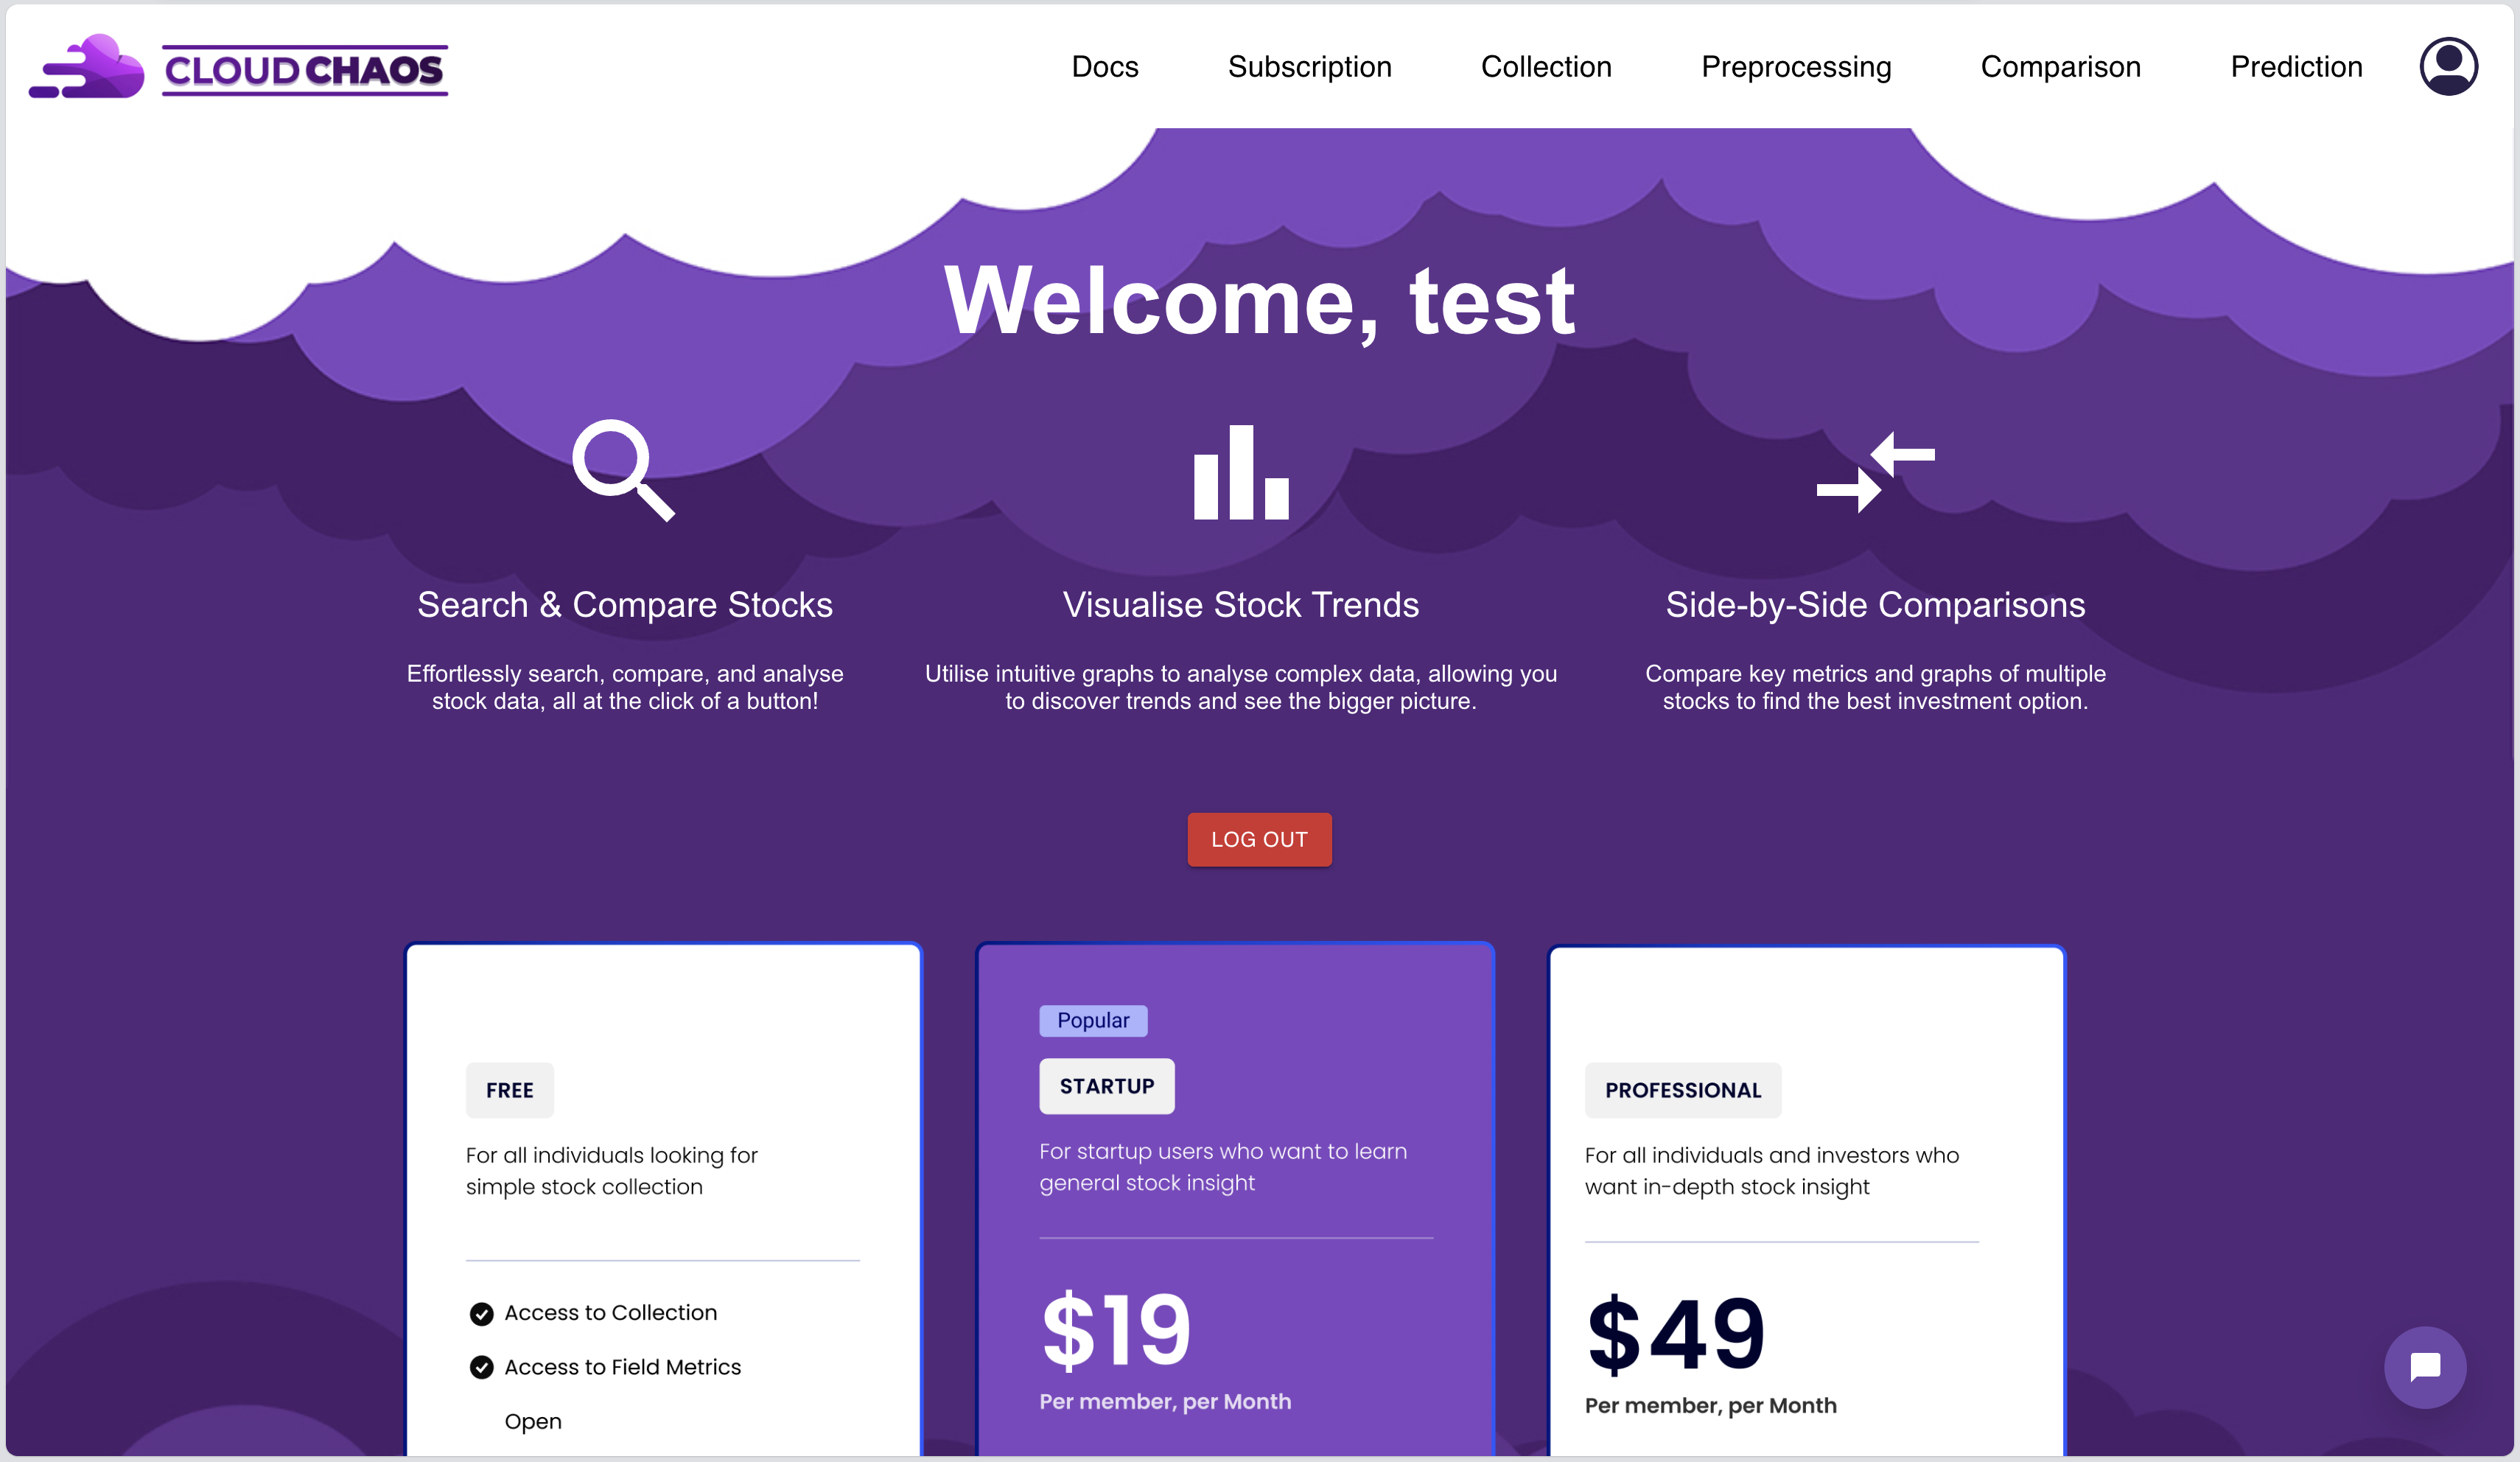 CLOUD CHAOS
Docs
Subscription
Collection
Preprocessing
Comparison
Prediction
Welcome, test
Search & Compare Stocks
Effortlessly search, compare, and analyse
stock data, all at the click of a button!
Visualise Stock Trends
Utilise intuitive graphs to analyse complex data, allowing you
to discover trends and see the bigger picture.
Side-by-Side Comparisons
Compare key metrics and graphs of multiple
stocks to find the best investment option.
LOG OUT
FREE
For all individuals looking for
simple stock collection
Access to Collection
Access to Field Metrics
Open
Popular
STARTUP
For startup users who want to learn
general stock insight
$19
Per member, per Month
PROFESSIONAL
For all individuals and investors who
want in-depth stock insight
$49
Per member, per Month